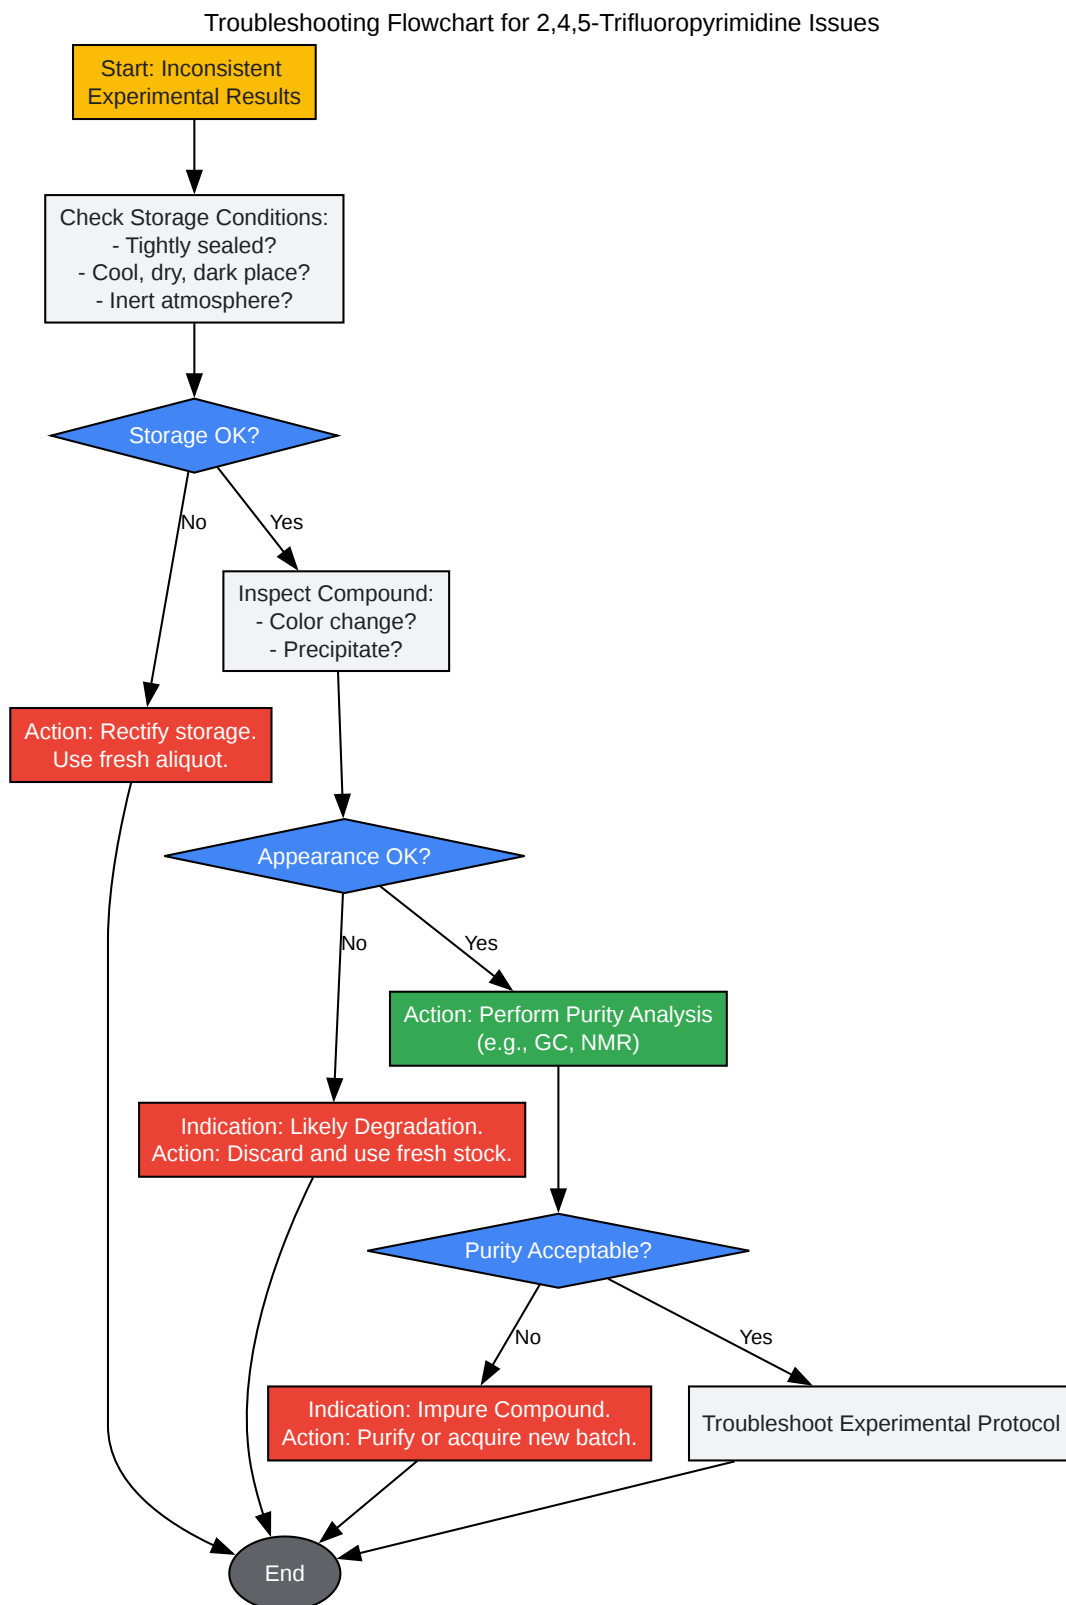 Troubleshooting Flowchart for 2,4,5-Trifluoropyrimidine Issues
Start: Inconsistent
Experimental Results
Check Storage Conditions:
- Tightly sealed?
- Cool, dry, dark place?
- Inert atmosphere?
Storage OK?
No
Yes
Inspect Compound:
- Color change?
- Precipitate?
Action: Rectify storage.
Use fresh aliquot.
Appearance OK?
No
Yes
Action: Perform Purity Analysis
(e.g., GC, NMR)
Indication: Likely Degradation.
Action: Discard and use fresh stock.
Purity Acceptable?
No
Yes
Indication: Impure Compound.
Action: Purify or acquire new batch.
Troubleshoot Experimental Protocol
End